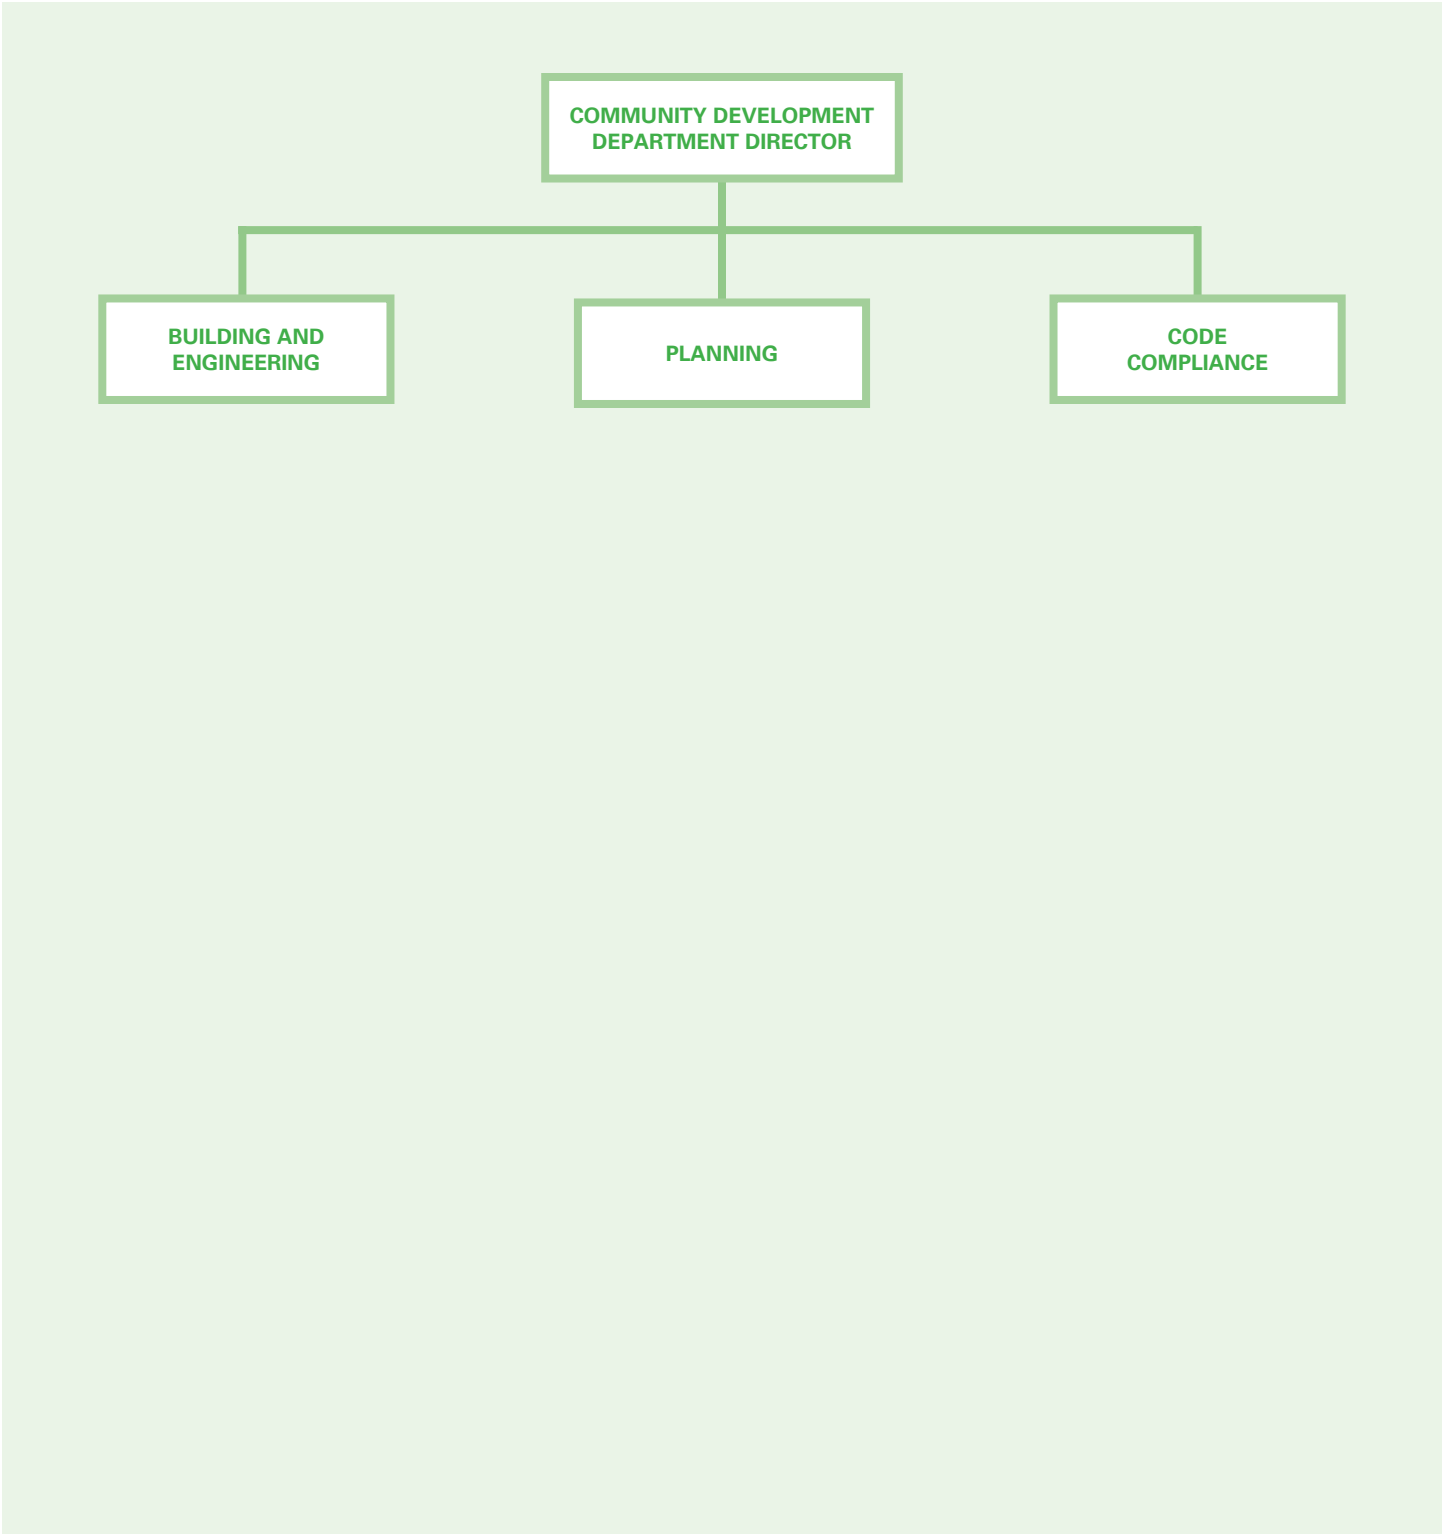 COMMUNITY DEVELOPMENT
DEPARTMENT DIRECTOR
BUILDING AND
ENGINEERING
PLANNING
CODE
COMPLIANCE